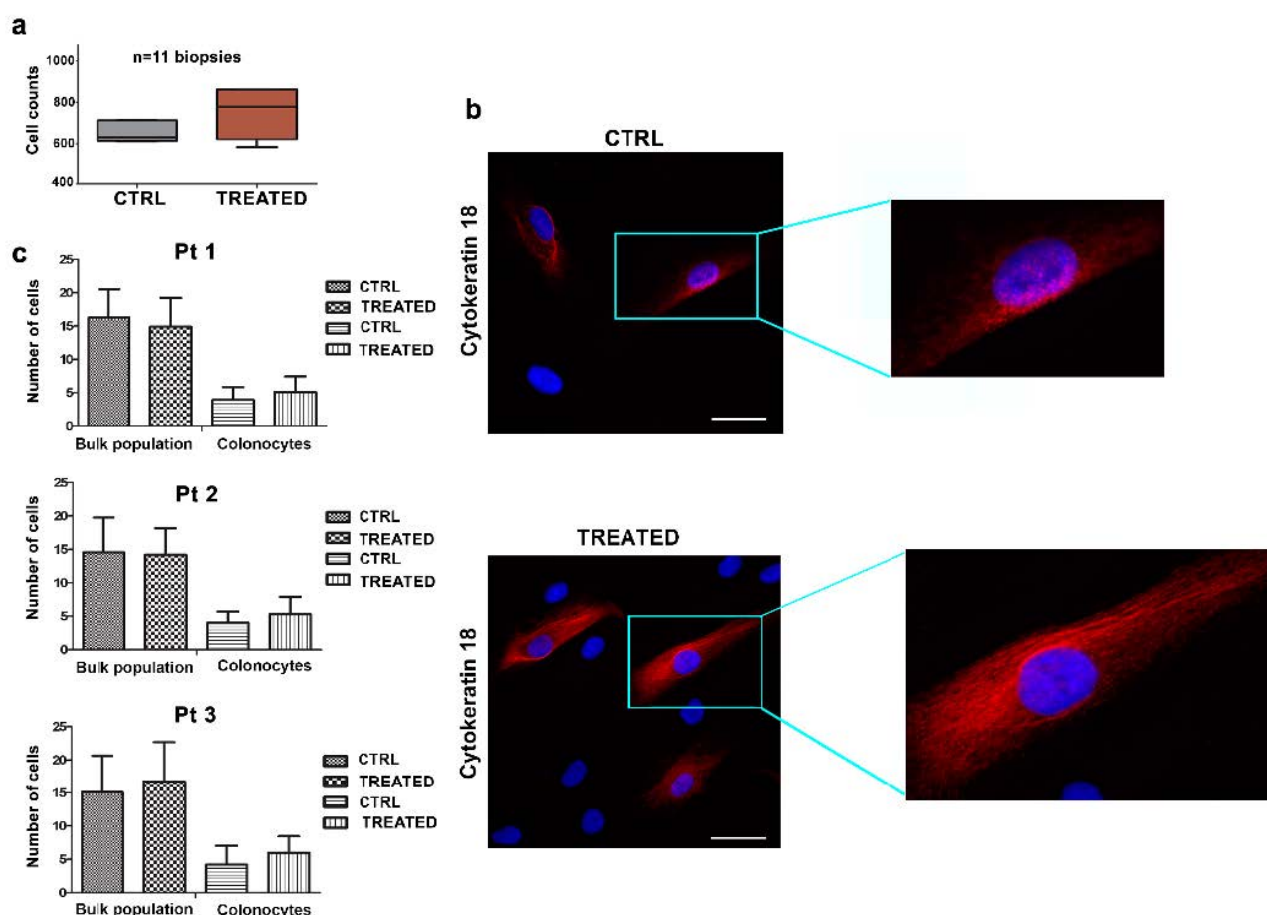 a
n=11 biopsies
Cell counts
1000
800
600
400
CTRL
TREATED
b
CTRL
Cytokeratin 18
TREATED
Cytokeratin 18
c
Pt 1
Number of cells
25
20
15
10
5
0
Bulk population
Colonocytes
CTRL
TREATED
CTRL
TREATED
Pt 2
Number of cells
25
20
15
10
5
0
Bulk population
Colonocytes
CTRL
TREATED
CTRL
TREATED
Pt 3
Number of cells
25
20
15
10
5
0
Bulk population
Colonocytes
CTRL
TREATED
CTRL
TREATED